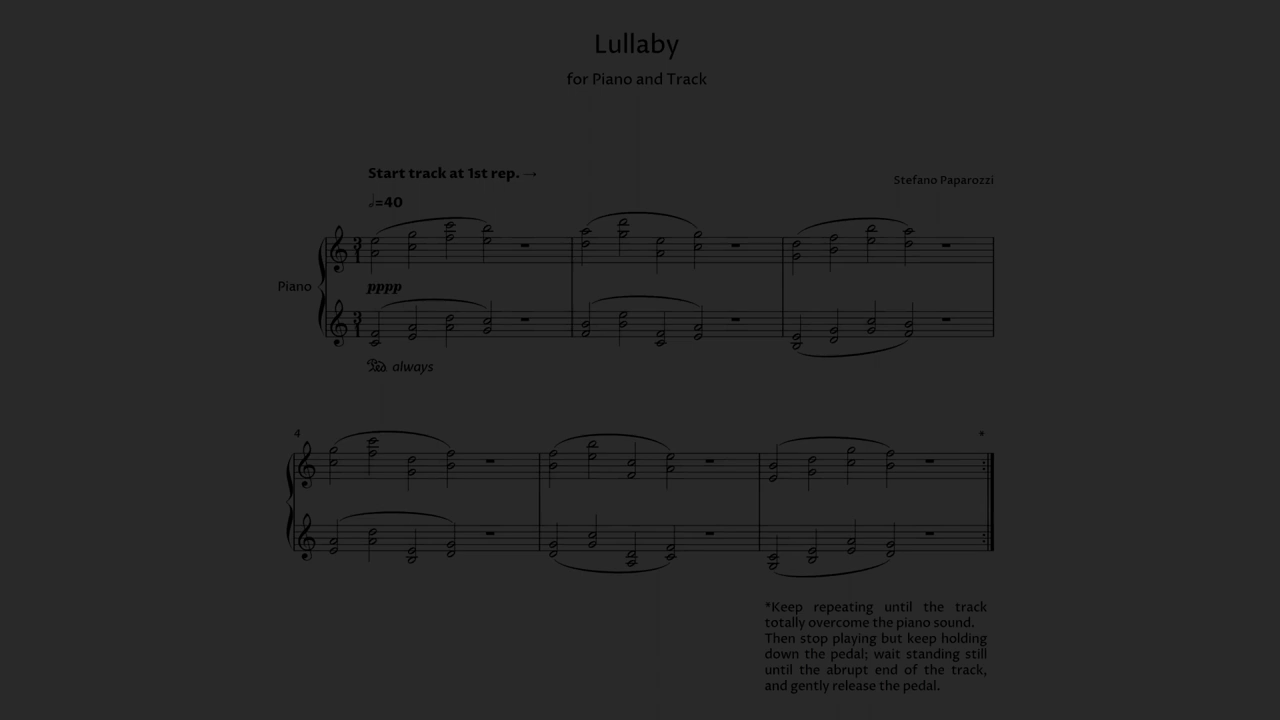 Lullaby
for Piano and Track
Start track at 1st rep. →
Stefano Paparozzi
𝅗𝅥=40
Piano
pppp
Ped always
4
*
*Keep repeating until the track
totally overcome the piano sound.
Then stop playing but keep holding
down the pedal; wait standing still
until the abrupt end of the track,
and gently release the pedal.